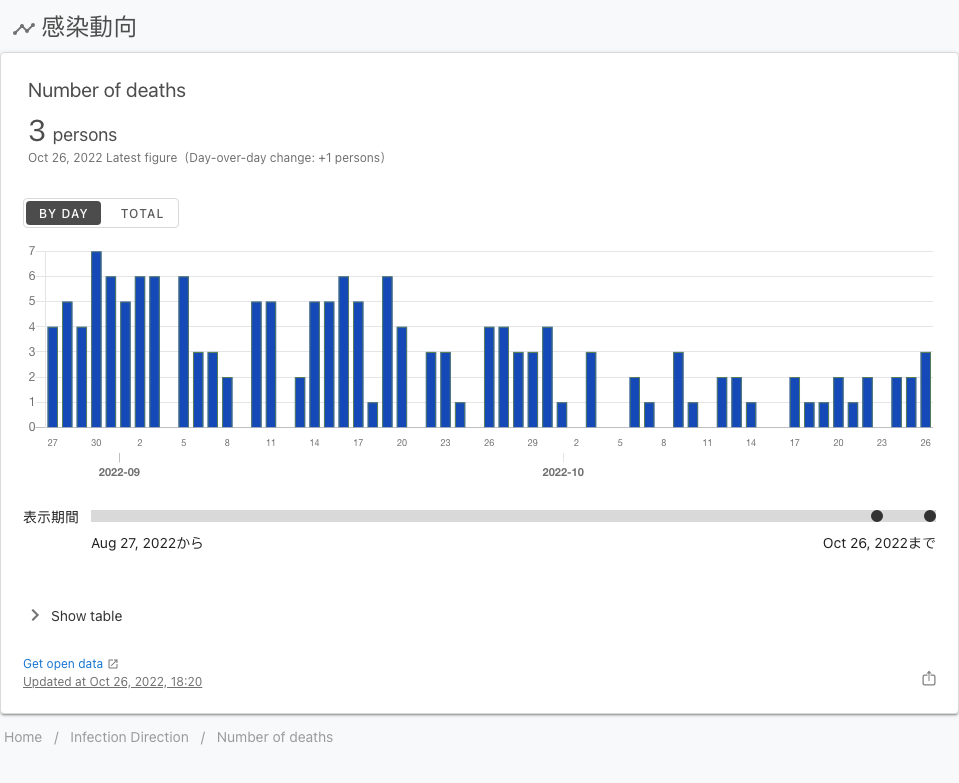 感染動向
Number of deaths
3 persons
Oct 26, 2022 Latest figure (Day-over-day change: +1 persons)
BY DAY TOTAL
7
6
5
4
3
2
1
0
27 30 2 5 8 11 14 17 20 23 26 29 2 5 8 11 14 17 20 23 26
2022-09 2022-10
表示期間
Aug 27, 2022から Oct 26, 2022まで
Show table
Get open data
Updated at Oct 26, 2022, 18:20
Home / Infection Direction / Number of deaths